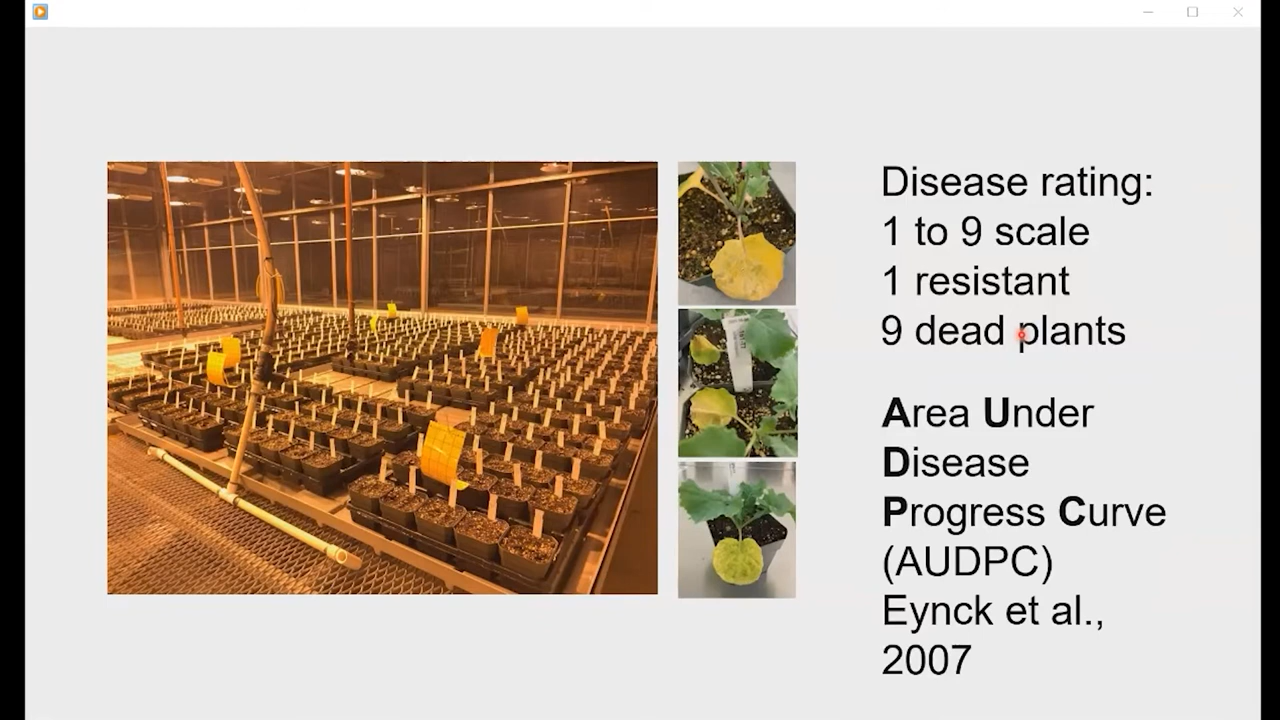 Disease rating:
1 to 9 scale
1 resistant
9 dead plants
Area Under
Disease
Progress Curve
(AUDPC)
Eynck et al.,
2007